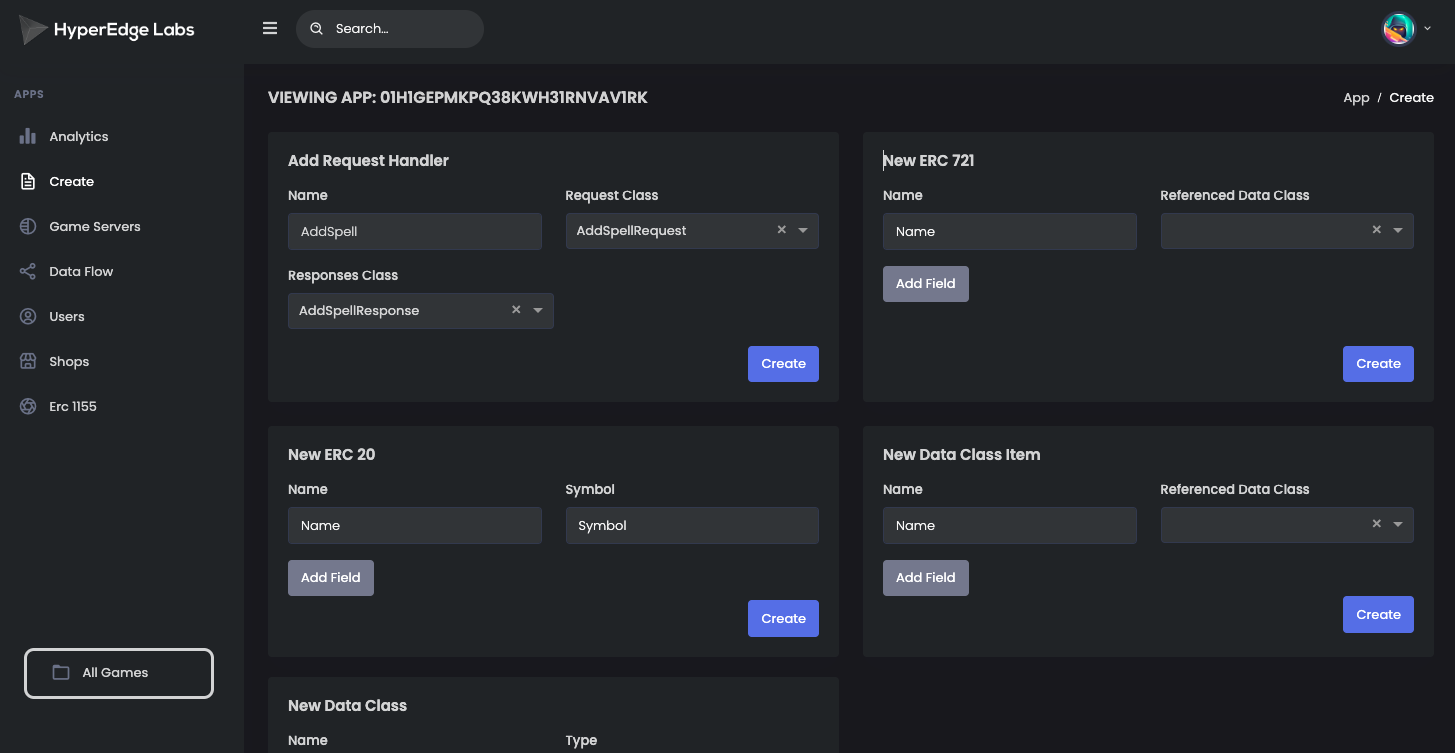 HyperEdge Labs
Search...
APPS
Analytics
Create
Game Servers
Data Flow
Users
Shops
Erc 1155
All Games
VIEWING APP: 01H1GEPMKPQ38KWH31RNVAV1RK
App / Create
Add Request Handler
Name
Request Class
AddSpell
AddSpellRequest
Responses Class
AddSpellResponse
Create
New ERC 721
Name
Referenced Data Class
Name
Add Field
Create
New ERC 20
Name
Symbol
Name
Symbol
Add Field
Create
New Data Class Item
Name
Referenced Data Class
Name
Add Field
Create
New Data Class
Name
Type